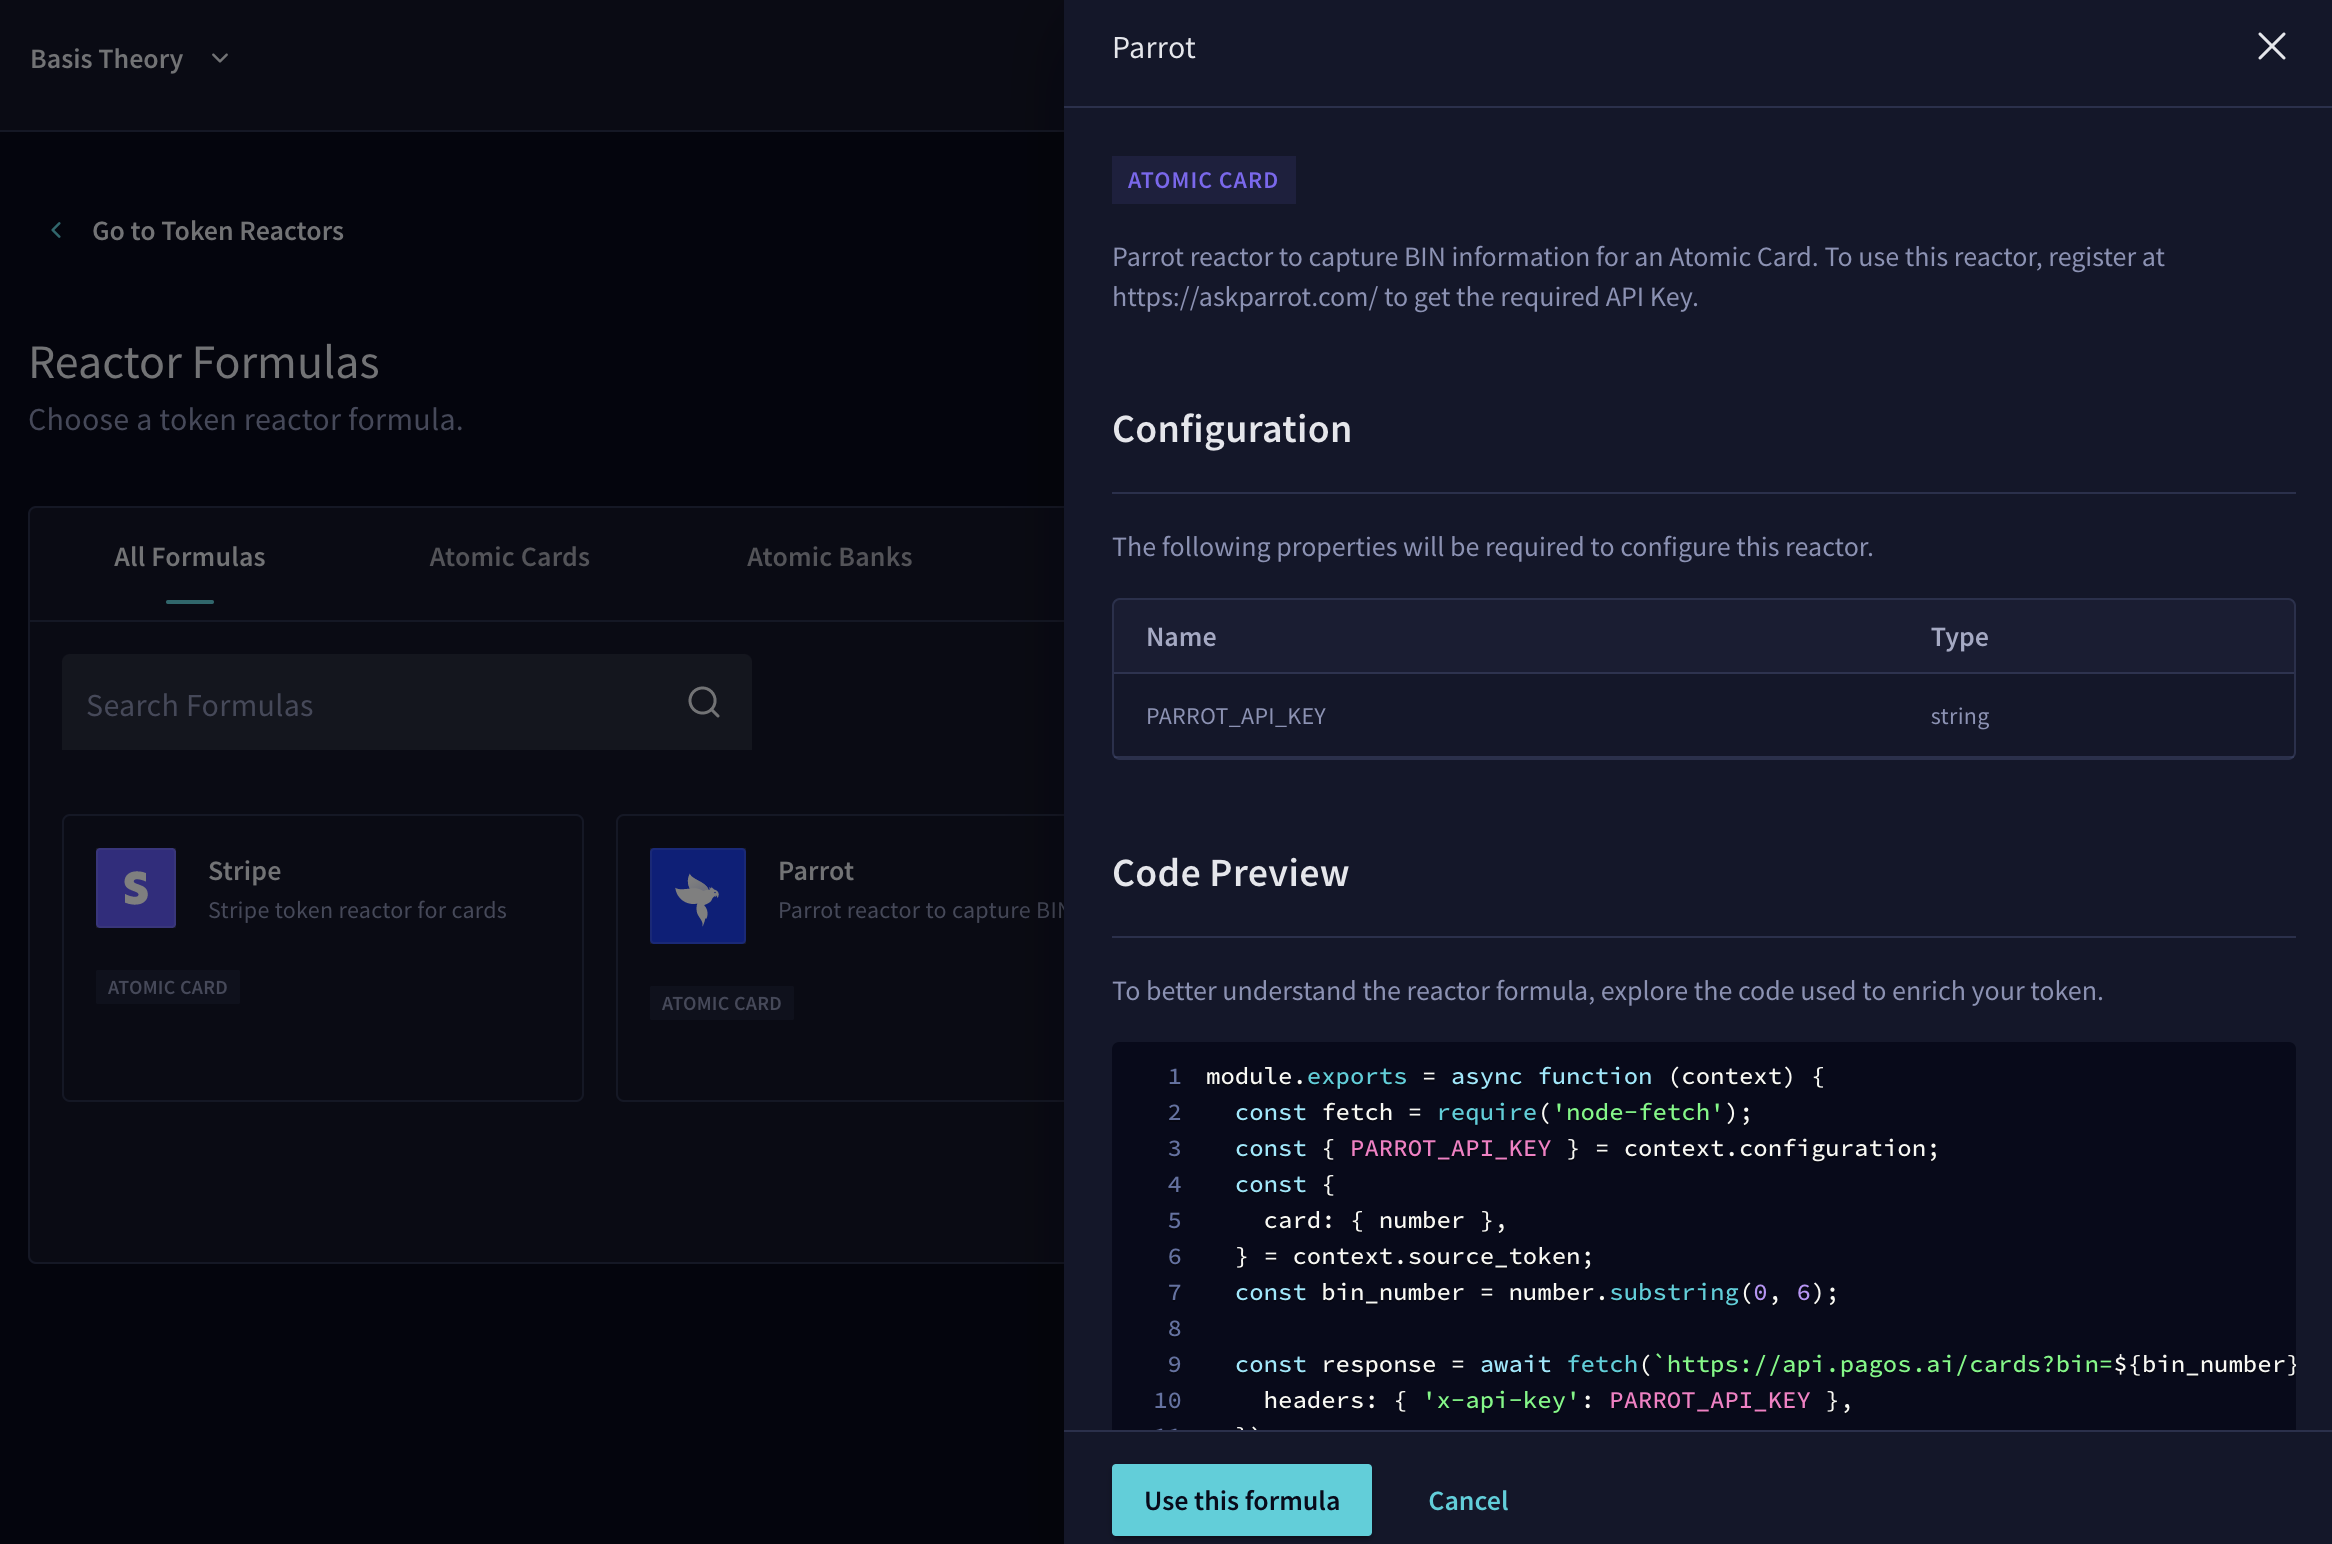 Basis Theory
Go to Token Reactors
Reactor Formulas
Choose a token reactor formula.
All Formulas
Atomic Cards
Atomic Banks
Search Formulas
S
Stripe
Stripe token reactor for cards
ATOMIC CARD
Parrot
Parrot reactor to capture BIN
ATOMIC CARD
Parrot
ATOMIC CARD
Parrot reactor to capture BIN information for an Atomic Card. To use this reactor, register at
https://askparrot.com/ to get the required API Key.
Configuration
The following properties will be required to configure this reactor.
Name Type
PARROT_API_KEY string
Code Preview
To better understand the reactor formula, explore the code used to enrich your token.
1 module.exports = async function (context) {
2 const fetch = require('node-fetch');
3 const { PARROT_API_KEY } = context.configuration;
4 const {
5 card: { number },
6 } = context.source_token;
7 const bin_number = number.substring(0, 6);
8
9 const response = await fetch(`https://api.pagos.ai/cards?bin=${bin_number}
10 headers: { 'x-api-key': PARROT_API_KEY },
Use this formula
Cancel